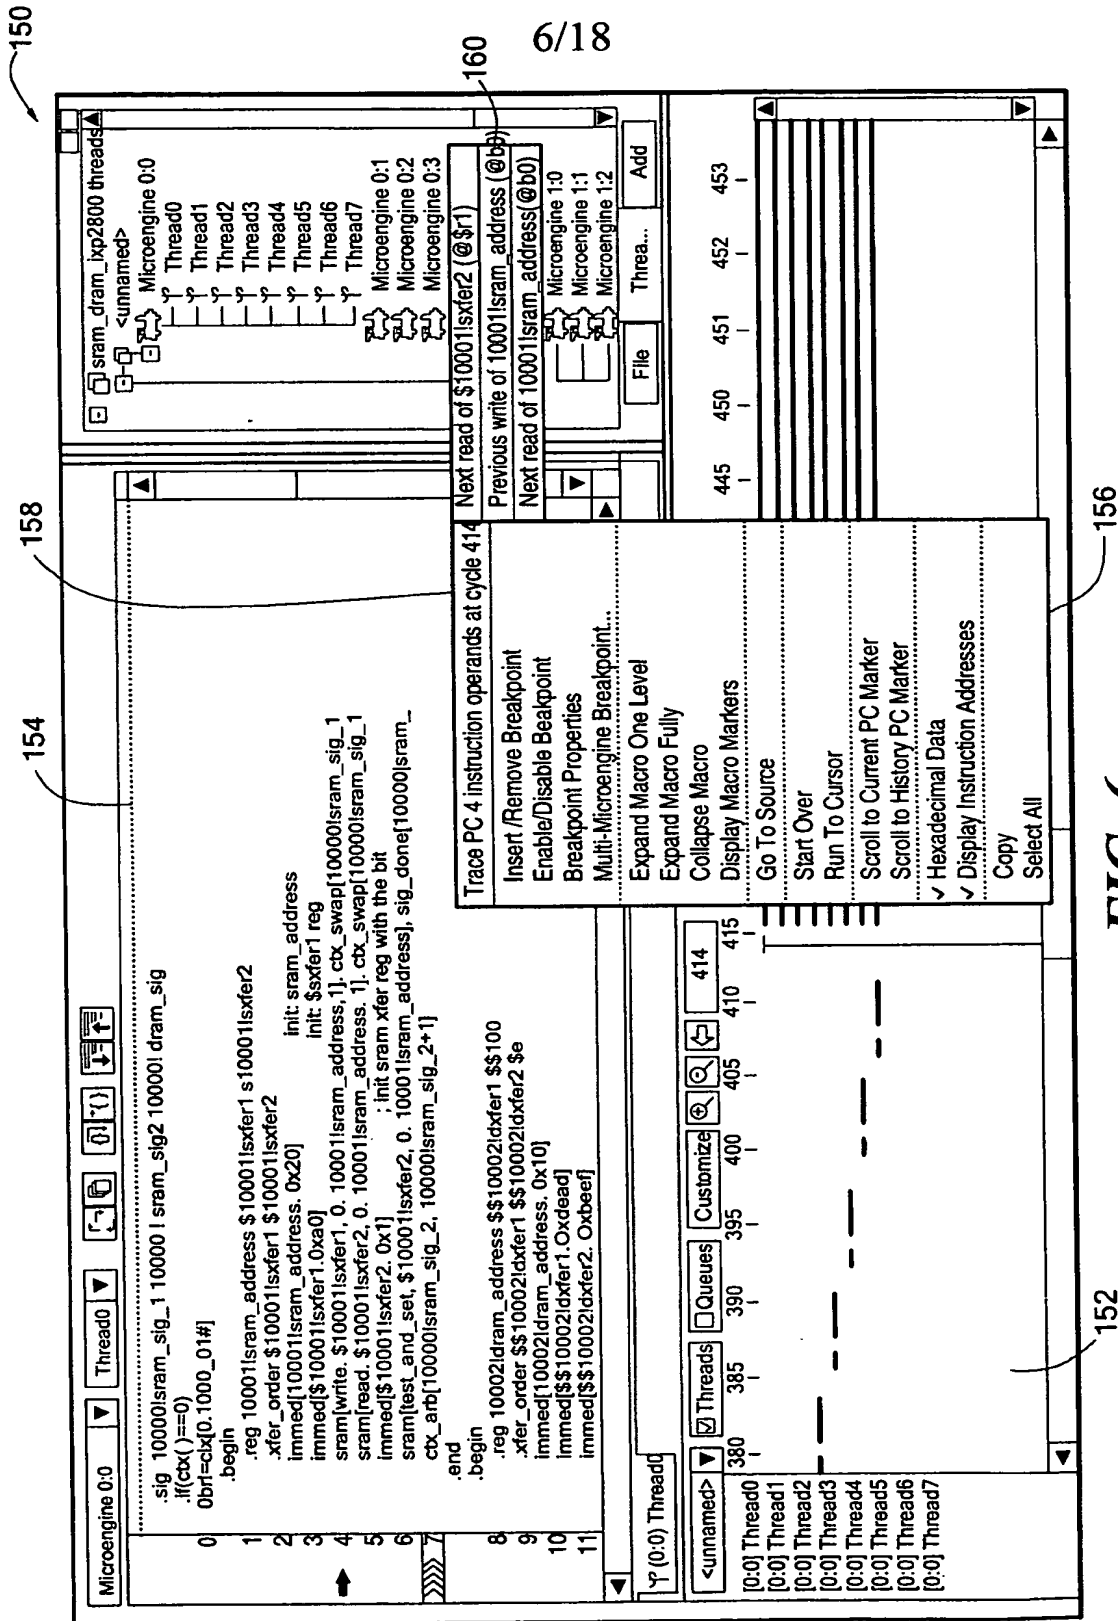 6/18
150
154
158
160
Microengine 0:0
Thread0
.sig 10000!sram_sig_1 10000 ! sram_sig2 10000! dram_sig
.if(ctx( )==0)
0 0brl=clx[0.1000_01#]
.begin
.reg 10001!sram_address $10001!sxfer1 s10001!sxfer2
.xfer_order $10001!sxfer1 $10001!sxfer2
immed[10001!sram_address. 0x20] init: sram_address
immed[$10001!sxfer1.0xa0] init: $sxfer1 reg
sram[write. $10001!sxfer1, 0. 10001!sram_address,1]. ctx_swap[10000!sram_sig_1
sram[read. $10001!sxfer2, 0. 10001!sram_address. 1]. ctx_swap[10000!sram_sig_1
immed[$10001!sxfer2. 0x1] ; init sram xfer reg with the bit
sram[test_and_set, $10001!sxfer2, 0. 10001!sram_address], sig_done[10000!sram_
ctx_arb[10000!sram_sig_2, 10000!sram_sig_2+1]
.end
.begin
.reg 10002!dram_address $$10002!dxfer1 $$100
.xfer_order $$10002!dxfer1 $$10002!dxfer2 $e
immed[10002!dram_address. 0x10]
immed[$$10002!dxfer1.Oxdead]
immed[$$10002!dxfer2. Oxbeef]
1
2
3
4
5
6
7
8
9
10
11
sram_dram_ixp2800 threads
<unnamed>
Microengine 0:0
Thread0
Thread1
Thread2
Thread3
Thread4
Thread5
Thread6
Thread7
Microengine 0:1
Microengine 0:2
Microengine 0:3
Microengine 1:0
Microengine 1:1
Microengine 1:2
File Threa... Add
Trace PC 4 instruction operands at cycle 414
Next read of $10001!sxfer2 (@$r1)
Previous write of 10001!sram_address (@b0)
Next read of 10001!sram_address(@b0)
Insert /Remove Breakpoint
Enable/Disable Beakpoint
Breakpoint Properties
Multi-Microengine Breakpoint...
Expand Macro One Level
Expand Macro Fully
Collapse Macro
Display Macro Markers
Go To Source
Start Over
Run To Cursor
Scroll to Current PC Marker
Scroll to History PC Marker
✓ Hexadecimal Data
✓ Display Instruction Addresses
Copy
Select All
(0:0) Thread0
<unnamed> Threads Queues Customize 414
380 385 390 395 400 405 410 415 445 450 451 452 453
[0:0] Thread0
[0:0] Thread1
[0:0] Thread2
[0:0] Thread3
[0:0] Thread4
[0:0] Thread5
[0:0] Thread6
[0:0] Thread7
152
156